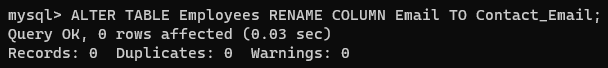 mysql> ALTER TABLE Employees RENAME COLUMN Email TO Contact_Email;
Query OK, 0 rows affected (0.03 sec)
Records: 0  Duplicates: 0  Warnings: 0